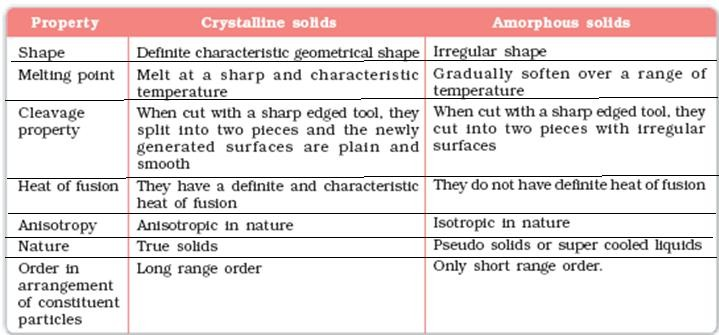 Property Crystalline solids Amorphous solids
Shape Definite characteristic geometrical shape Irregular shape
Melting point Melt at a sharp and characteristic Gradually soften over a range of
temperature temperature
Cleavage When cut with a sharp edged tool, they When cut with a sharp edged tool, they
property split into two pieces and the newly cut into two pieces with irregular
generated surfaces are plain and surfaces
smooth
Heat of fusion They have a definite and characteristic They do not have definite heat of fusion
heat of fusion
Anisotropy Anisotropic in nature Isotropic in nature
Nature True solids Pseudo solids or super cooled liquids
Order in Long range order Only short range order.
arrangement
of constituent
particles